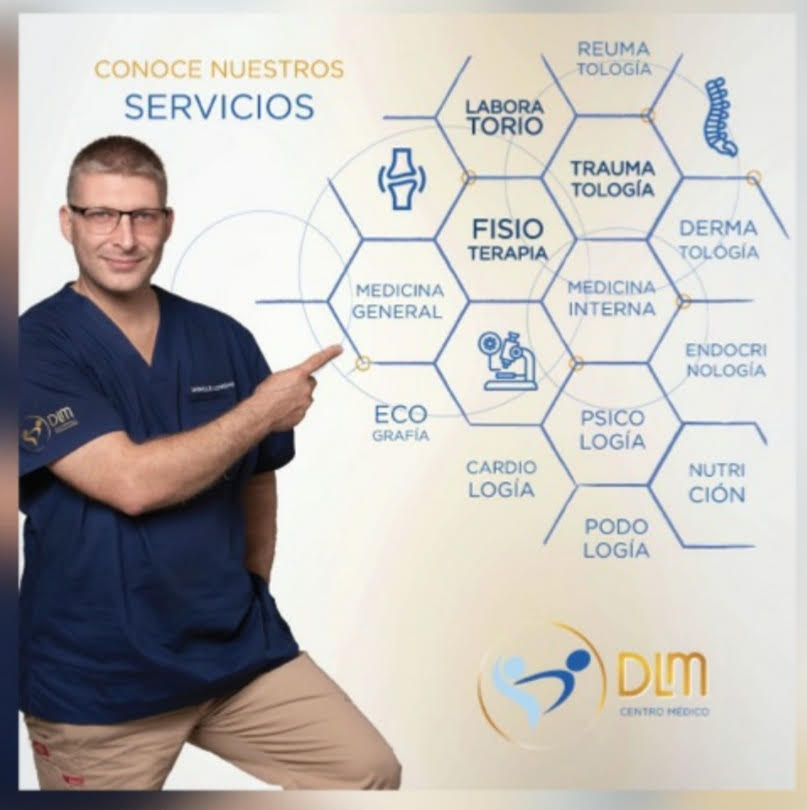 CONOCE NUESTROS
SERVICIOS
REUMA
TOLOGÍA
LABORA
TORIO
TRAUMA
TOLOGÍA
FISIO
TERAPIA
DERMA
TOLOGÍA
MEDICINA
GENERAL
MEDICINA
INTERNA
ENDOCRI
NOLOGÍA
ECO
GRAFÍA
PSICO
LOGÍA
CARDIO
LOGÍA
NUTRI
CIÓN
PODO
LOGÍA
DLM
DLM
CENTRO MÉDICO